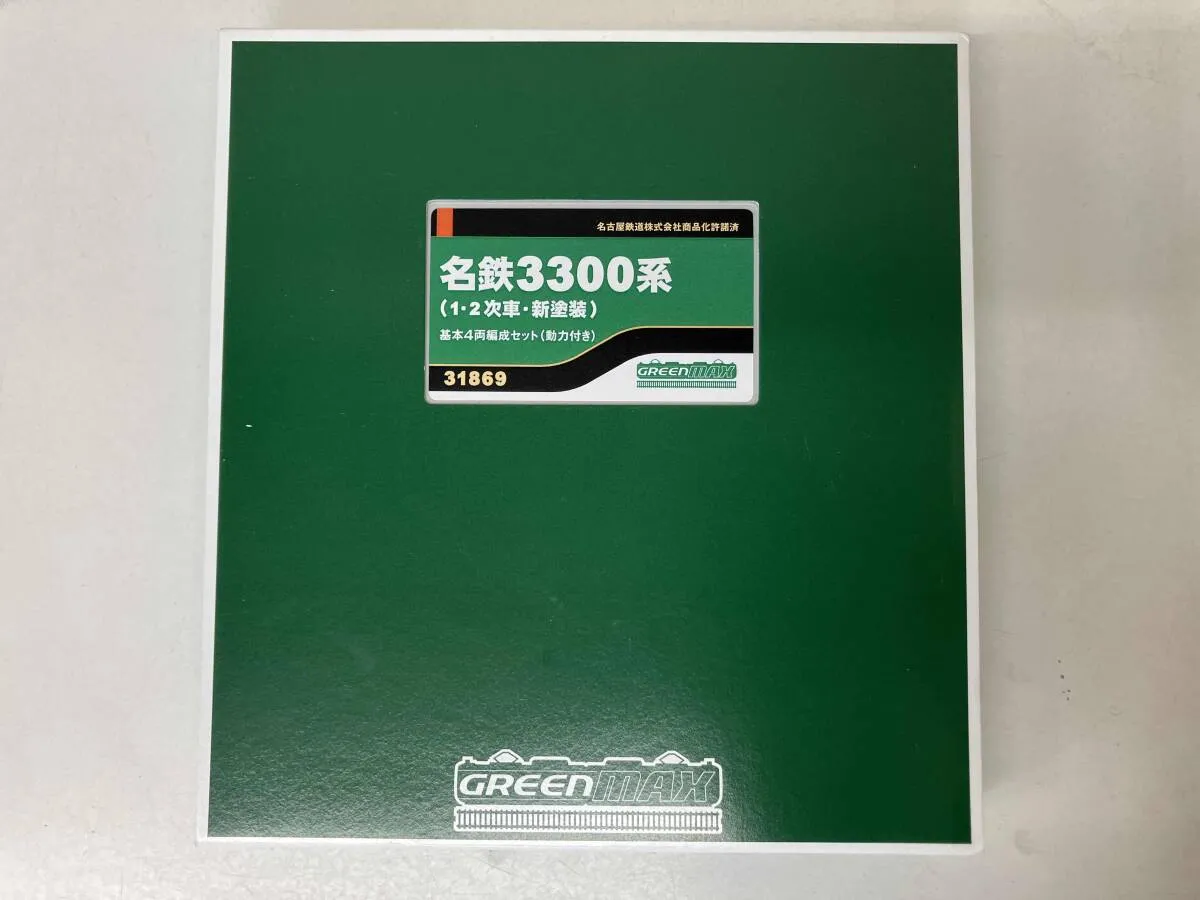 名古屋鉄道株式会社商品化許諾済
名鉄3300系
(1・2次車・新塗装)
基本4両編成セット(動力付き)
31869
GREENMAX
GREENMAX